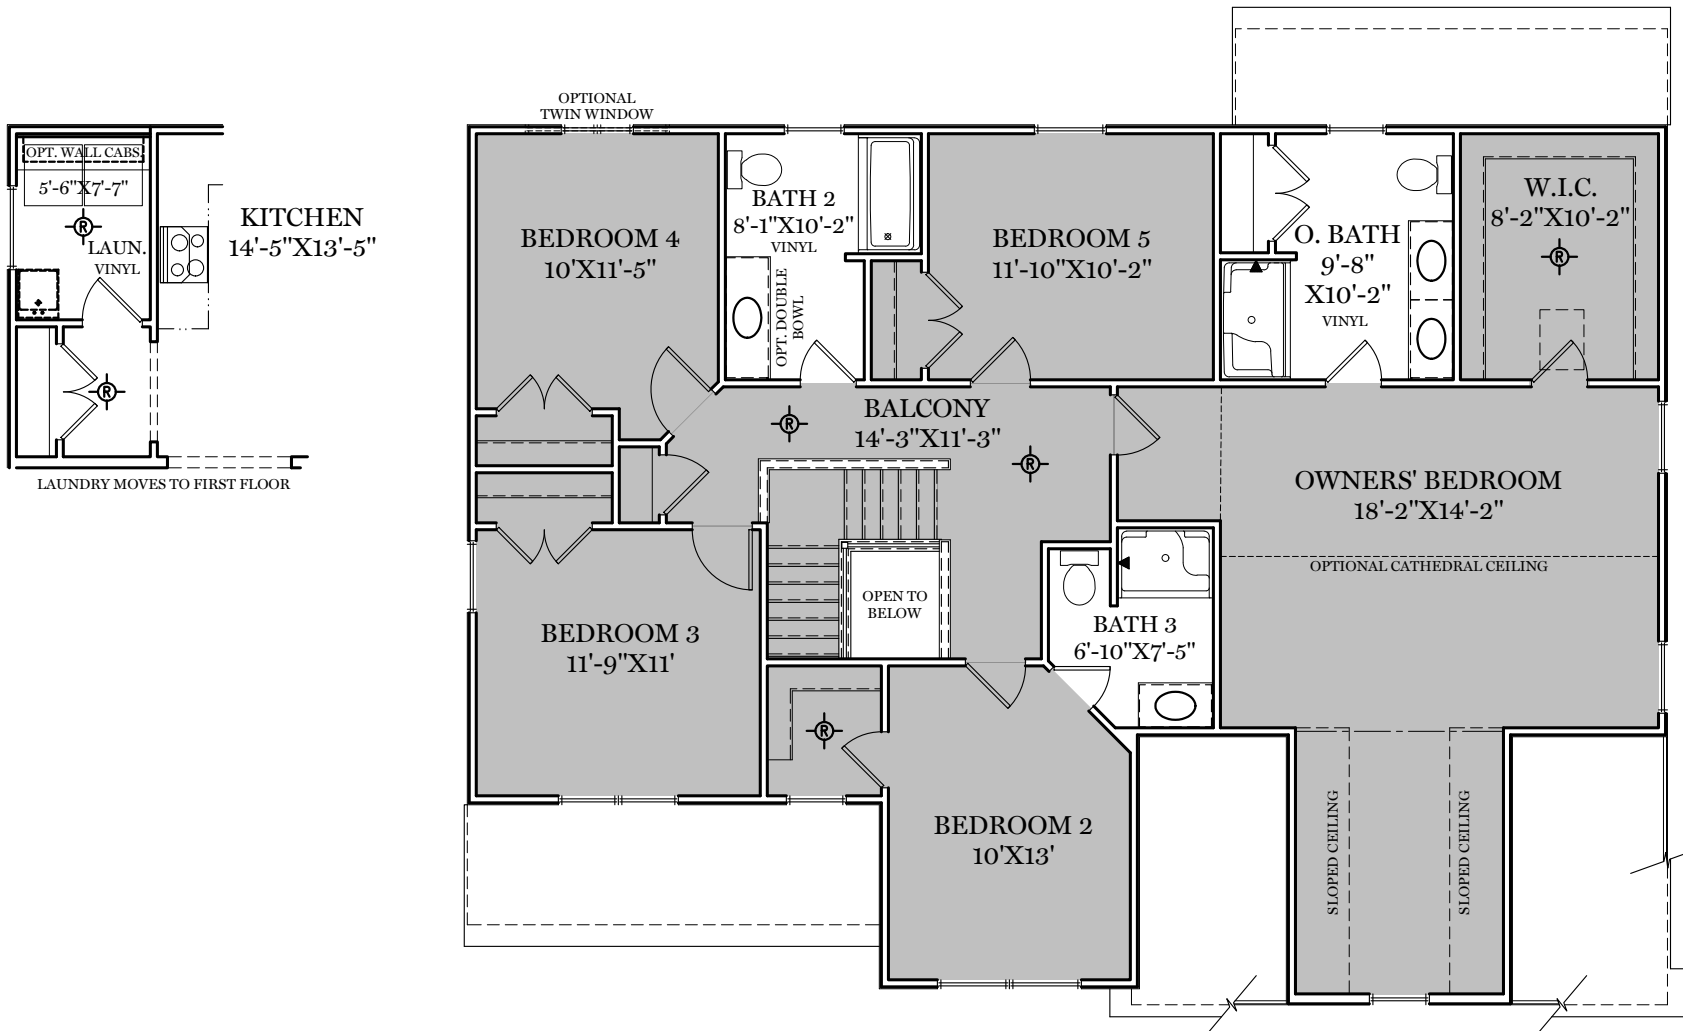 OPT. WALL CABS.
5'-6"X7'-7"
R
LAUN.
VINYL
R
KITCHEN
14'-5"X13'-5"
LAUNDRY MOVES TO FIRST FLOOR
OPTIONAL
TWIN WINDOW
BEDROOM 4
10'X11'-5"
BATH 2
8'-1"X10'-2"
VINYL
OPT. DOUBLE
BOWL
BEDROOM 5
11'-10"X10'-2"
O. BATH
9'-8"
X10'-2"
VINYL
W.I.C.
8'-2"X10'-2"
R
BALCONY
14'-3"X11'-3"
R
R
OWNERS' BEDROOM
18'-2"X14'-2"
OPTIONAL CATHEDRAL CEILING
OPEN TO
BELOW
BEDROOM 3
11'-9"X11'
BATH 3
6'-10"X7'-5"
R
BEDROOM 2
10'X13'
SLOPED CEILING
SLOPED CEILING